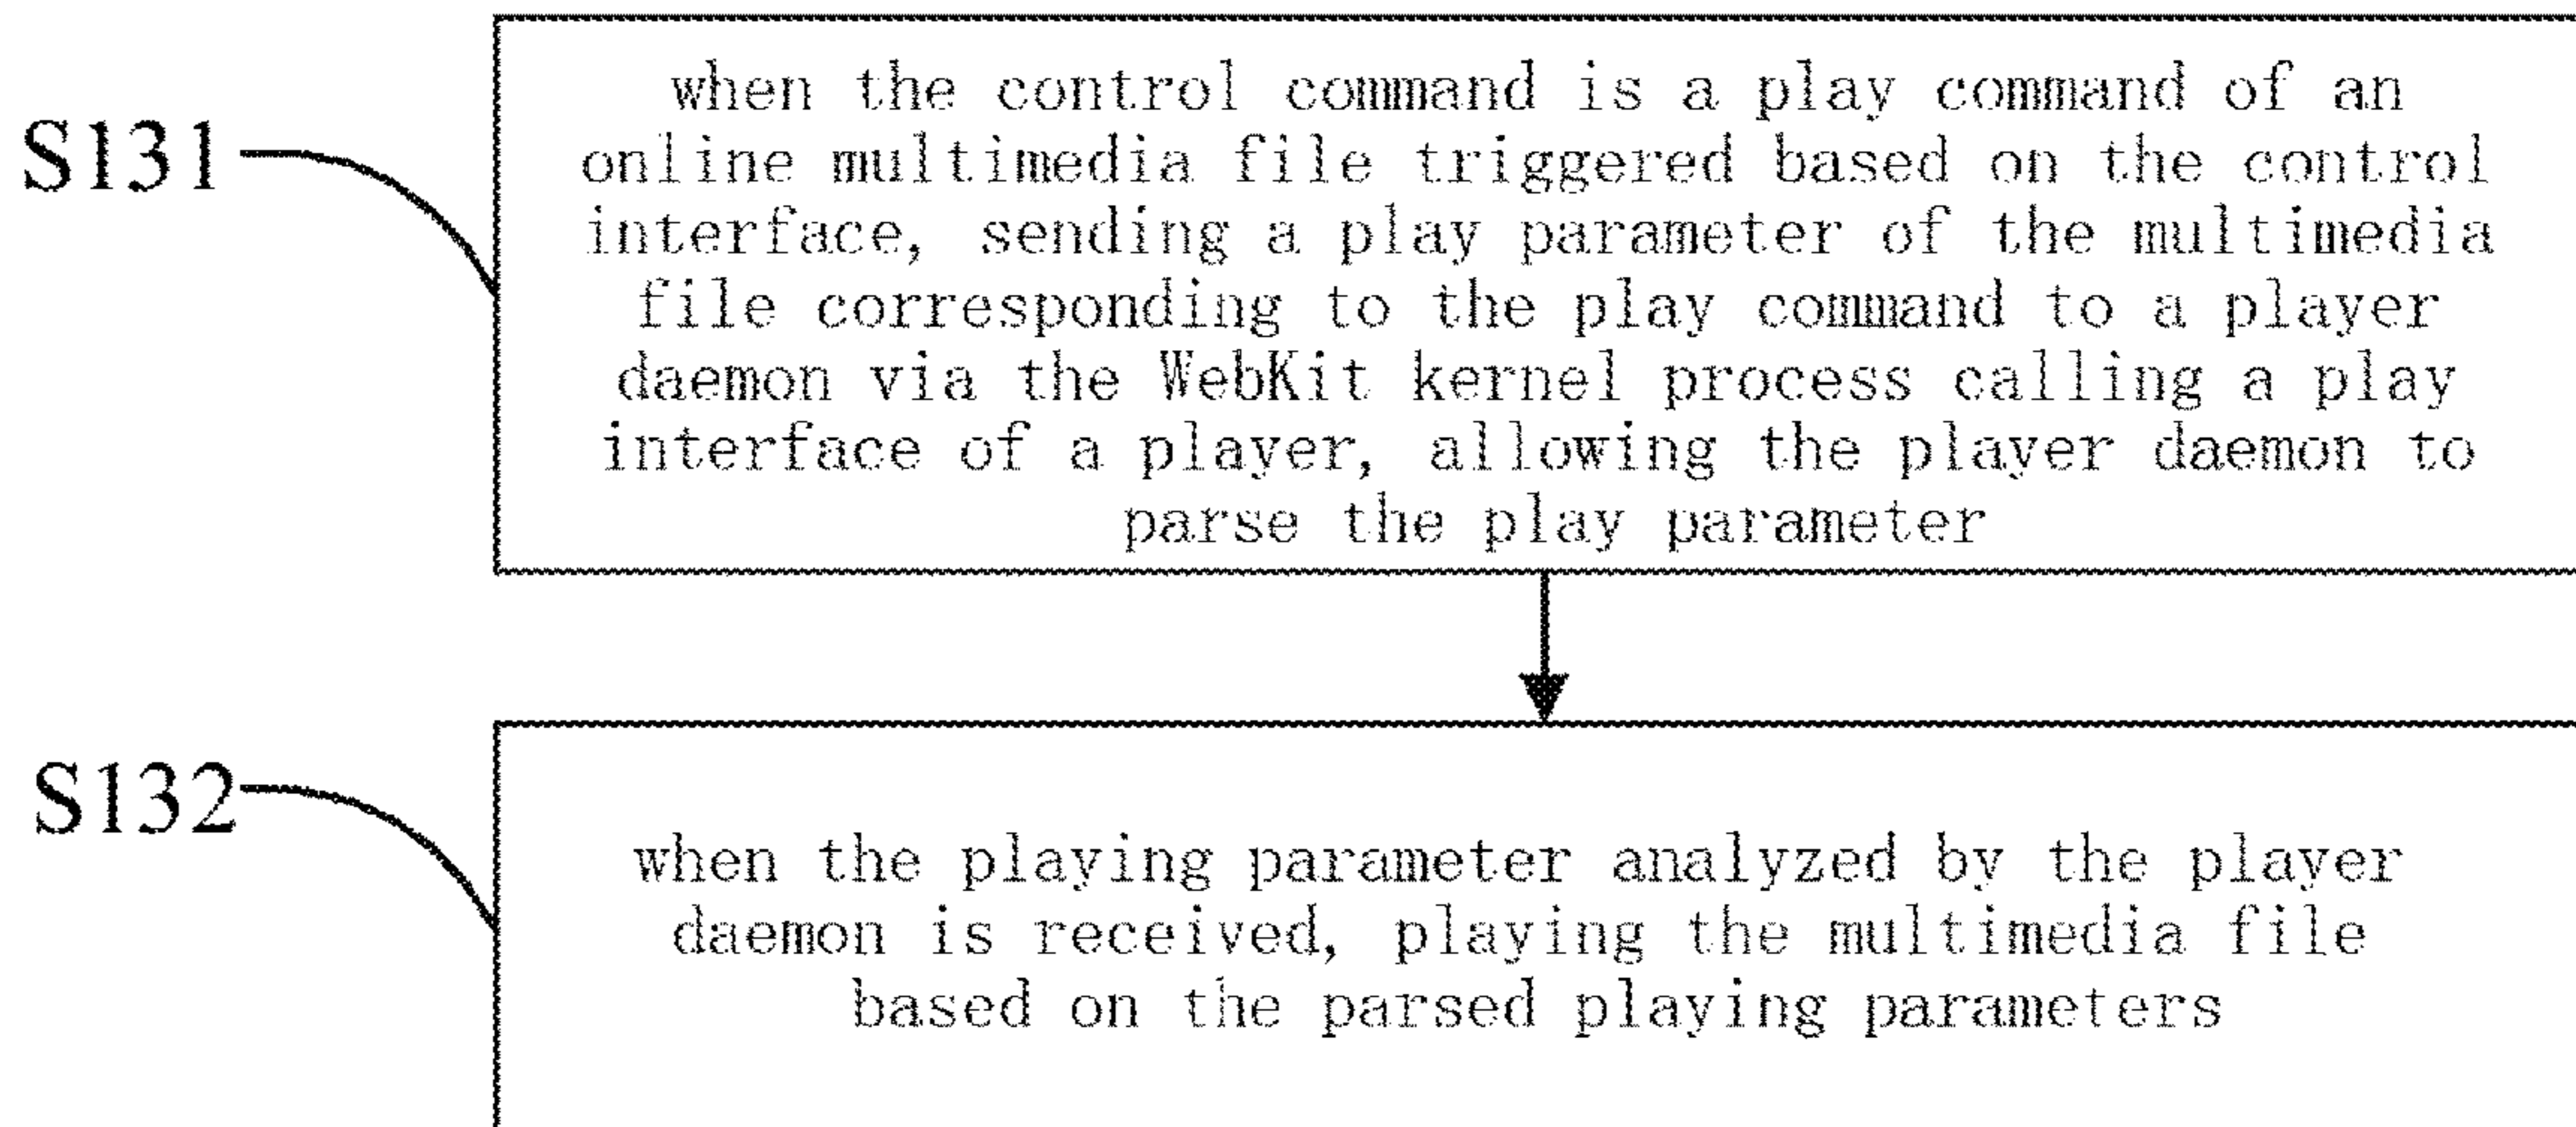 S131
when the control command is a play command of an
online multimedia file triggered based on the control
interface, sending a play parameter of the multimedia
file corresponding to the play command to a player
daemon via the WebKit kernel process calling a play
interface of a player, allowing the player daemon to
parse the play parameter
S132
when the playing parameter analyzed by the player
daemon is received, playing the multimedia file
based on the parsed playing parameters